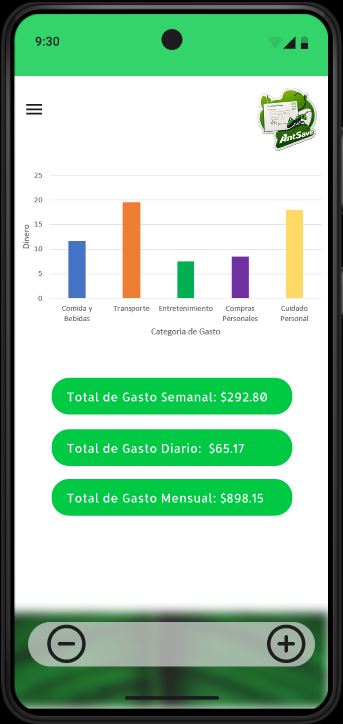 9:30
AntSave
25
20
15
10
5
0
Dinero
Comida y Bebidas
Transporte
Entretenimiento
Compras Personales
Cuidado Personal
Categoria de Gasto
Total de Gasto Semanal: $292.80
Total de Gasto Diario: $65.17
Total de Gasto Mensual: $898.15